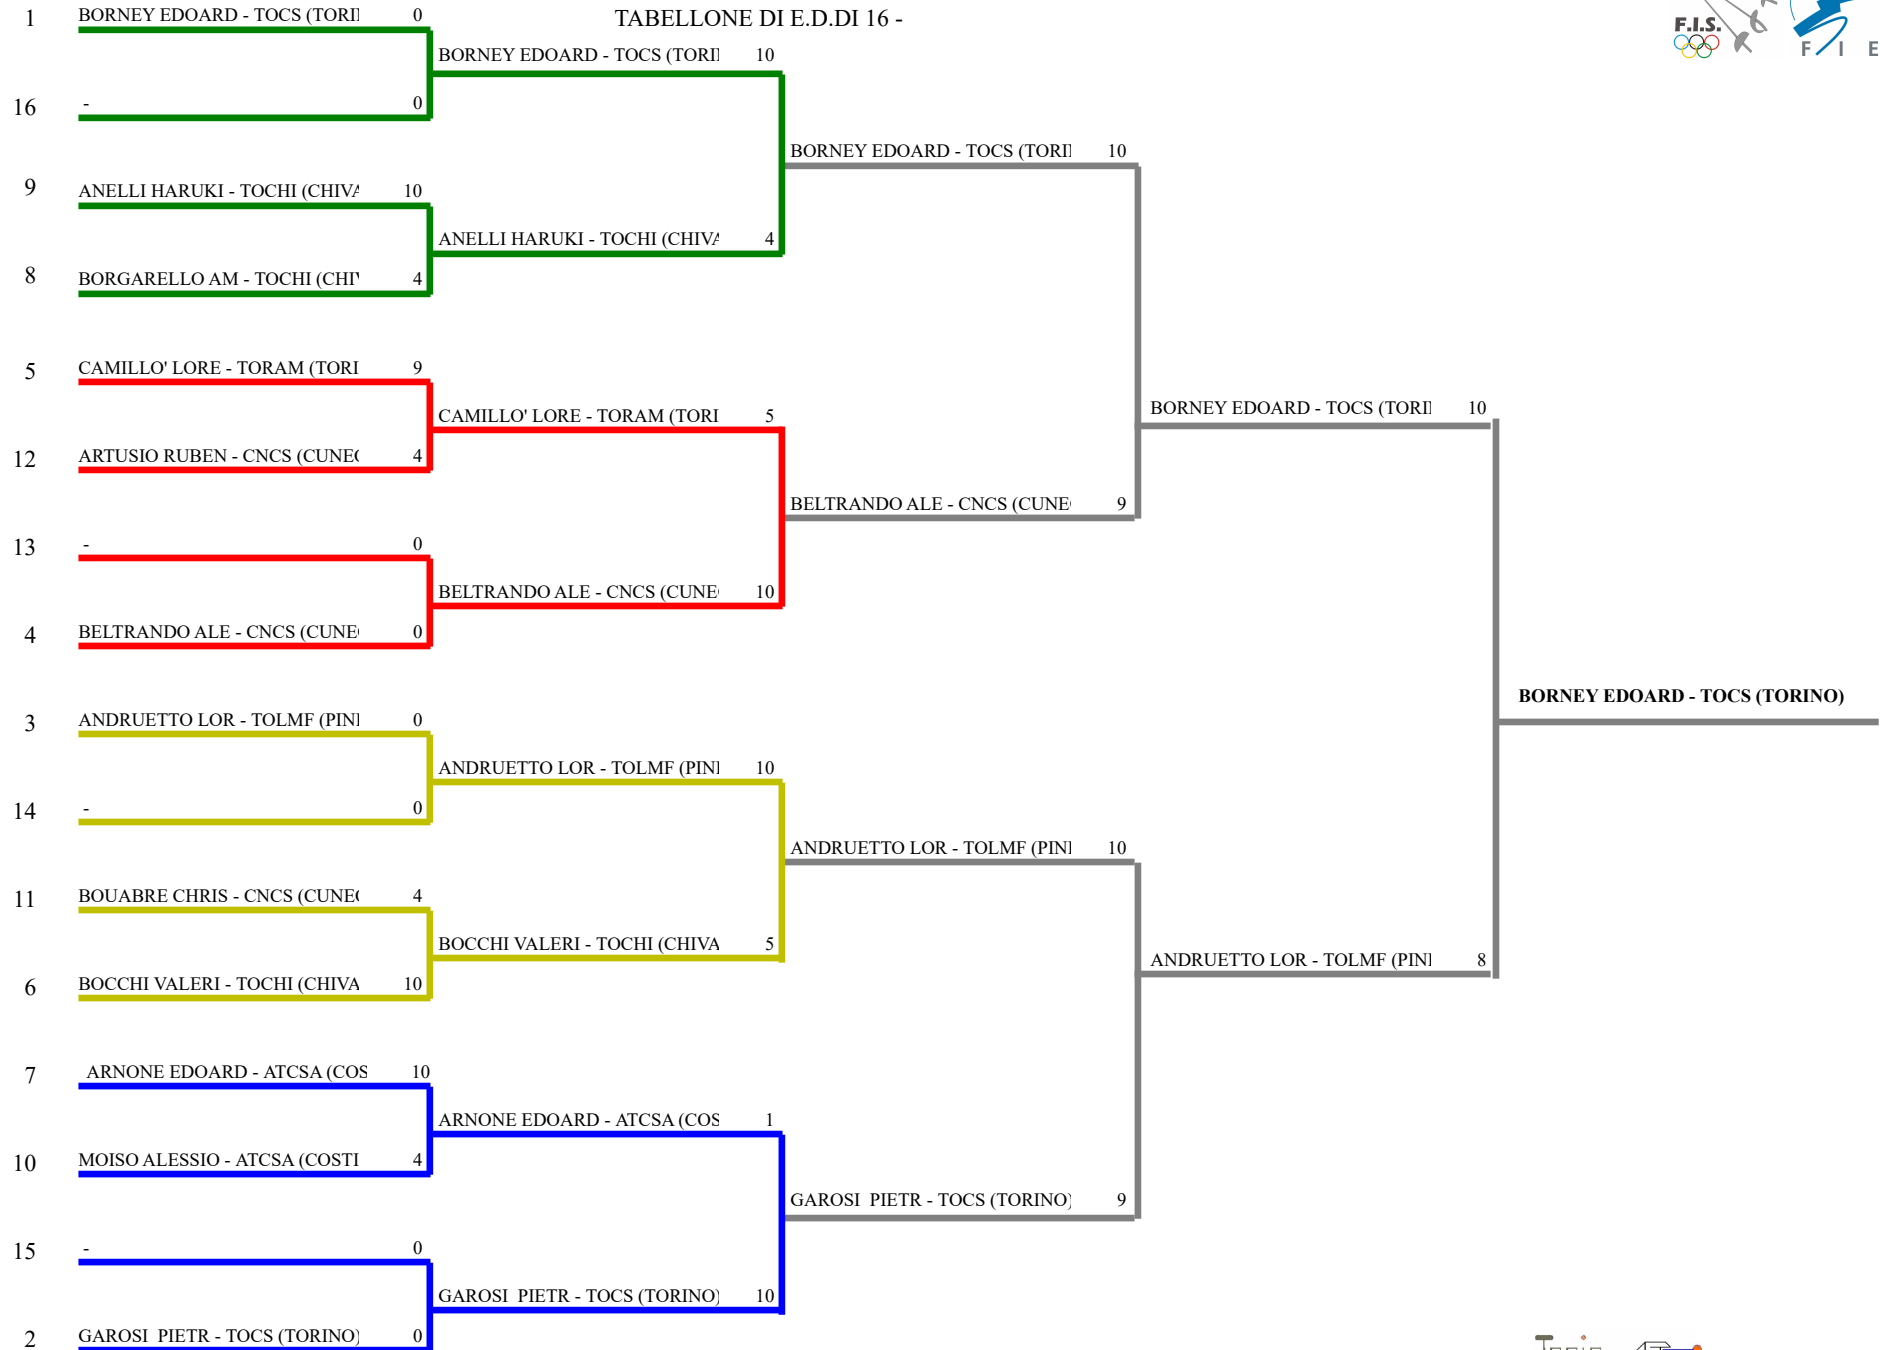 TABELLONE DI E.D.DI 16 -
F.I.S.
F I E
1 BORNEY EDOARD - TOCS (TORI 0
BORNEY EDOARD - TOCS (TORI 10
16 - 0
BORNEY EDOARD - TOCS (TORI 10
9 ANELLI HARUKI - TOCHI (CHIVA 10
ANELLI HARUKI - TOCHI (CHIVA 4
8 BORGARELLO AM - TOCHI (CHI 4
5 CAMILLO' LORE - TORAM (TORI 9
BORNEY EDOARD - TOCS (TORI 10
CAMILLO' LORE - TORAM (TORI 5
12 ARTUSIO RUBEN - CNCS (CUNEO 4
BELTRANDO ALE - CNCS (CUNE 9
13 - 0
BELTRANDO ALE - CNCS (CUNE 10
4 BELTRANDO ALE - CNCS (CUNE 0
BORNEY EDOARD - TOCS (TORINO)
3 ANDRUETTO LOR - TOLMF (PIN 0
ANDRUETTO LOR - TOLMF (PIN 10
14 - 0
ANDRUETTO LOR - TOLMF (PIN 10
11 BOUABRE CHRIS - CNCS (CUNEO 4
BOCCHI VALERI - TOCHI (CHIVA 5
ANDRUETTO LOR - TOLMF (PIN 8
6 BOCCHI VALERI - TOCHI (CHIVA 10
7 ARNONE EDOARD - ATCSA (COS 10
ARNONE EDOARD - ATCSA (COS 1
10 MOISO ALESSIO - ATCSA (COSTI 4
GAROSI  PIETR - TOCS (TORINO) 9
15 - 0
GAROSI  PIETR - TOCS (TORINO) 10
2 GAROSI  PIETR - TOCS (TORINO) 0